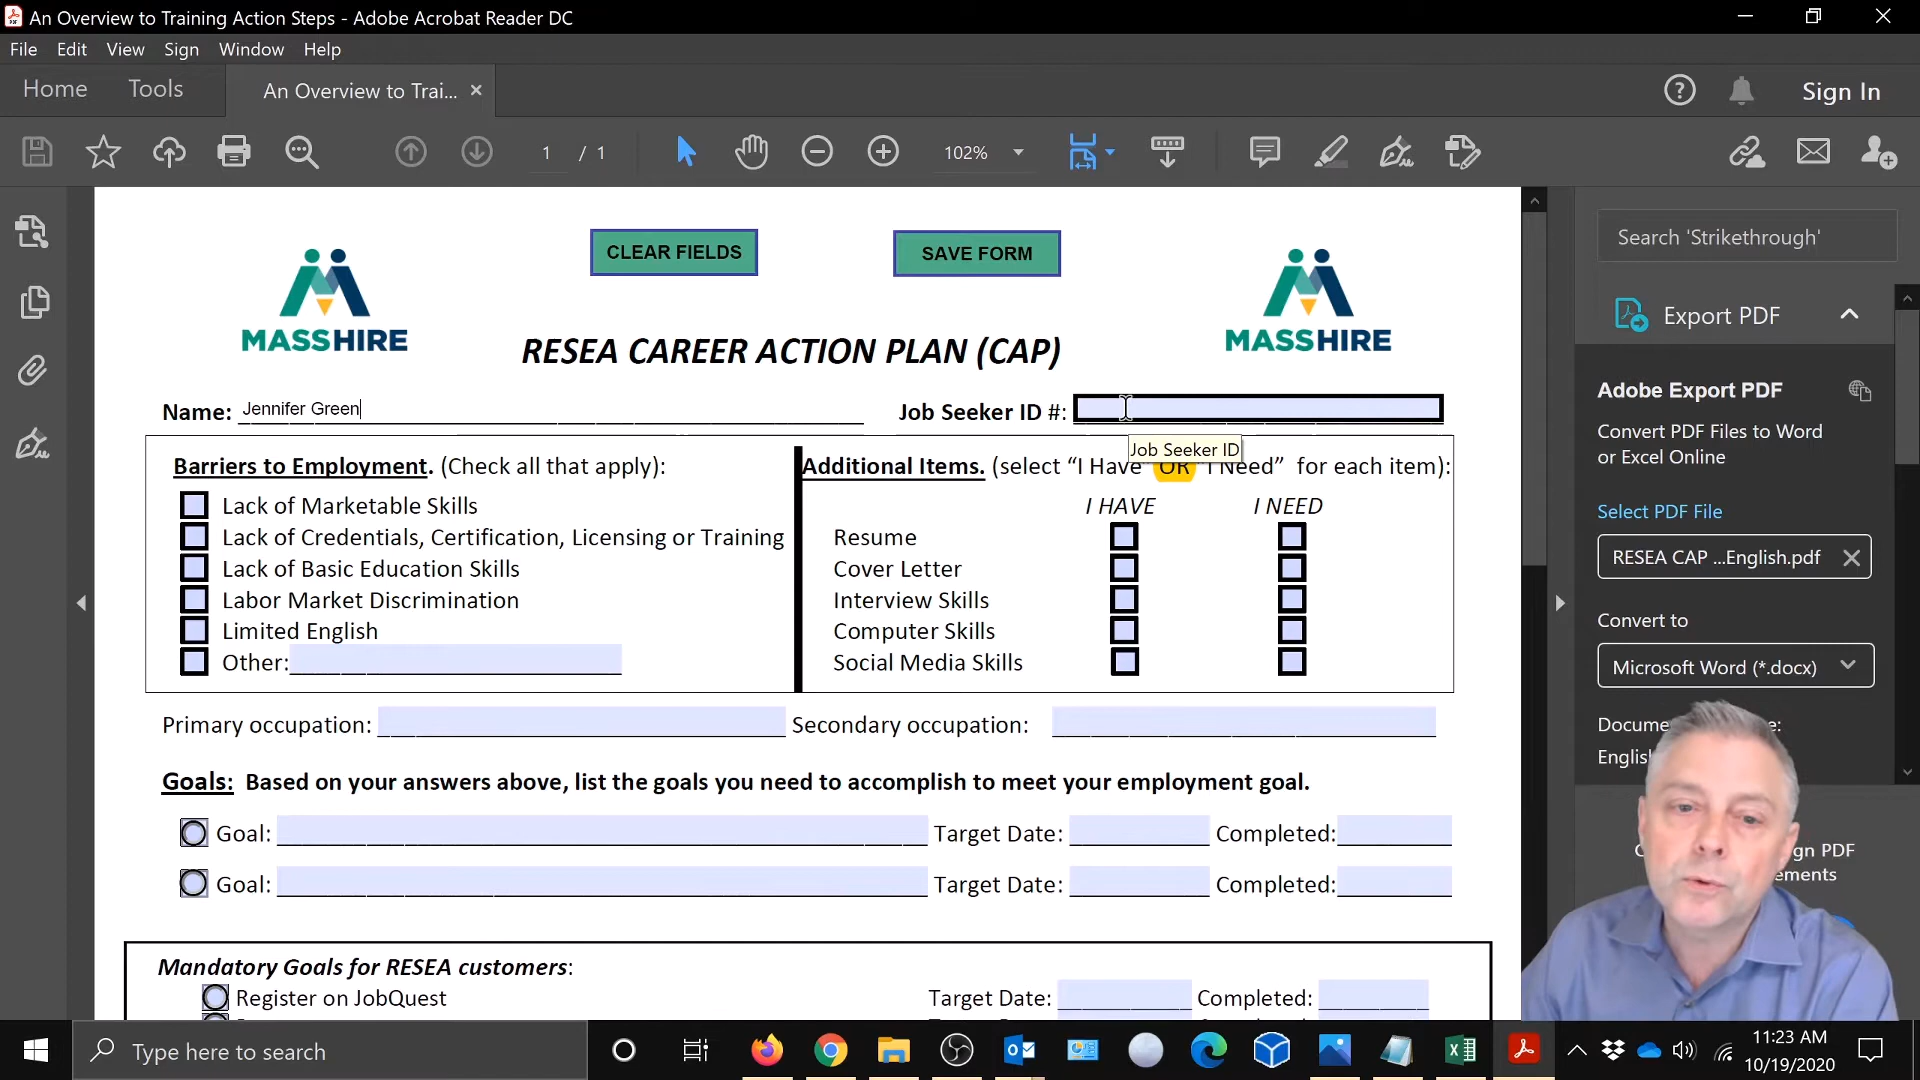 An Overview to Training Action Steps - Adobe Acrobat Reader DC
File Edit View Sign Window Help
Home Tools An Overview to Trai... × Sign In
1 / 1 102%
Search 'Strikethrough'
CLEAR FIELDS SAVE FORM
MASSHIRE MASSHIRE
RESEA CAREER ACTION PLAN (CAP)
Name: Jennifer Green Job Seeker ID #:
Job Seeker ID
Barriers to Employment. (Check all that apply):
Lack of Marketable Skills
Lack of Credentials, Certification, Licensing or Training
Lack of Basic Education Skills
Labor Market Discrimination
Limited English
Other:
Additional Items. (select “I Have OR I Need” for each item):
I HAVE I NEED
Resume
Cover Letter
Interview Skills
Computer Skills
Social Media Skills
Primary occupation: Secondary occupation:
Goals: Based on your answers above, list the goals you need to accomplish to meet your employment goal.
Goal: Target Date: Completed:
Goal: Target Date: Completed:
Mandatory Goals for RESEA customers:
Register on JobQuest Target Date: Completed:
Export PDF
Adobe Export PDF
Convert PDF Files to Word
or Excel Online
Select PDF File
RESEA CAP ...English.pdf
Convert to
Microsoft Word (*.docx)
gn PDF
Type here to search
11:23 AM
10/19/2020